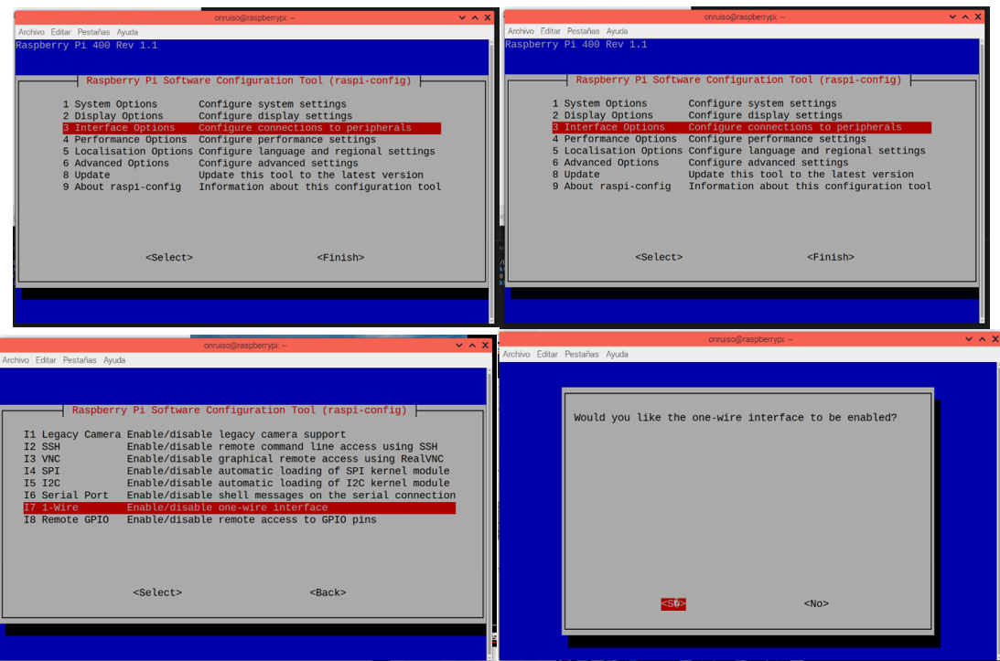 onruiso@raspberrypi: ~
Archivo Editar Pestañas Ayuda
Raspberry Pi 400 Rev 1.1
Raspberry Pi Software Configuration Tool (raspi-config)
1 System Options Configure system settings
2 Display Options Configure display settings
3 Interface Options Configure connections to peripherals
4 Performance Options Configure performance settings
5 Localisation Options Configure language and regional settings
6 Advanced Options Configure advanced settings
8 Update Update this tool to the latest version
9 About raspi-config Information about this configuration tool
<Select> <Finish>
onruiso@raspberrypi: ~
Archivo Editar Pestañas Ayuda
Raspberry Pi 400 Rev 1.1
Raspberry Pi Software Configuration Tool (raspi-config)
1 System Options Configure system settings
2 Display Options Configure display settings
3 Interface Options Configure connections to peripherals
4 Performance Options Configure performance settings
5 Localisation Options Configure language and regional settings
6 Advanced Options Configure advanced settings
8 Update Update this tool to the latest version
9 About raspi-config Information about this configuration tool
<Select> <Finish>
onruiso@raspberrypi: ~
Archivo Editar Pestañas Ayuda
Raspberry Pi Software Configuration Tool (raspi-config)
I1 Legacy Camera Enable/disable legacy camera support
I2 SSH Enable/disable remote command line access using SSH
I3 VNC Enable/disable graphical remote access using RealVNC
I4 SPI Enable/disable automatic loading of SPI kernel module
I5 I2C Enable/disable automatic loading of I2C kernel module
I6 Serial Port Enable/disable shell messages on the serial connection
I7 1-Wire Enable/disable one-wire interface
I8 Remote GPIO Enable/disable remote access to GPIO pins
<Select> <Back>
onruiso@raspberrypi: ~
Archivo Editar Pestañas Ayuda
Would you like the one-wire interface to be enabled?
<S�> <No>